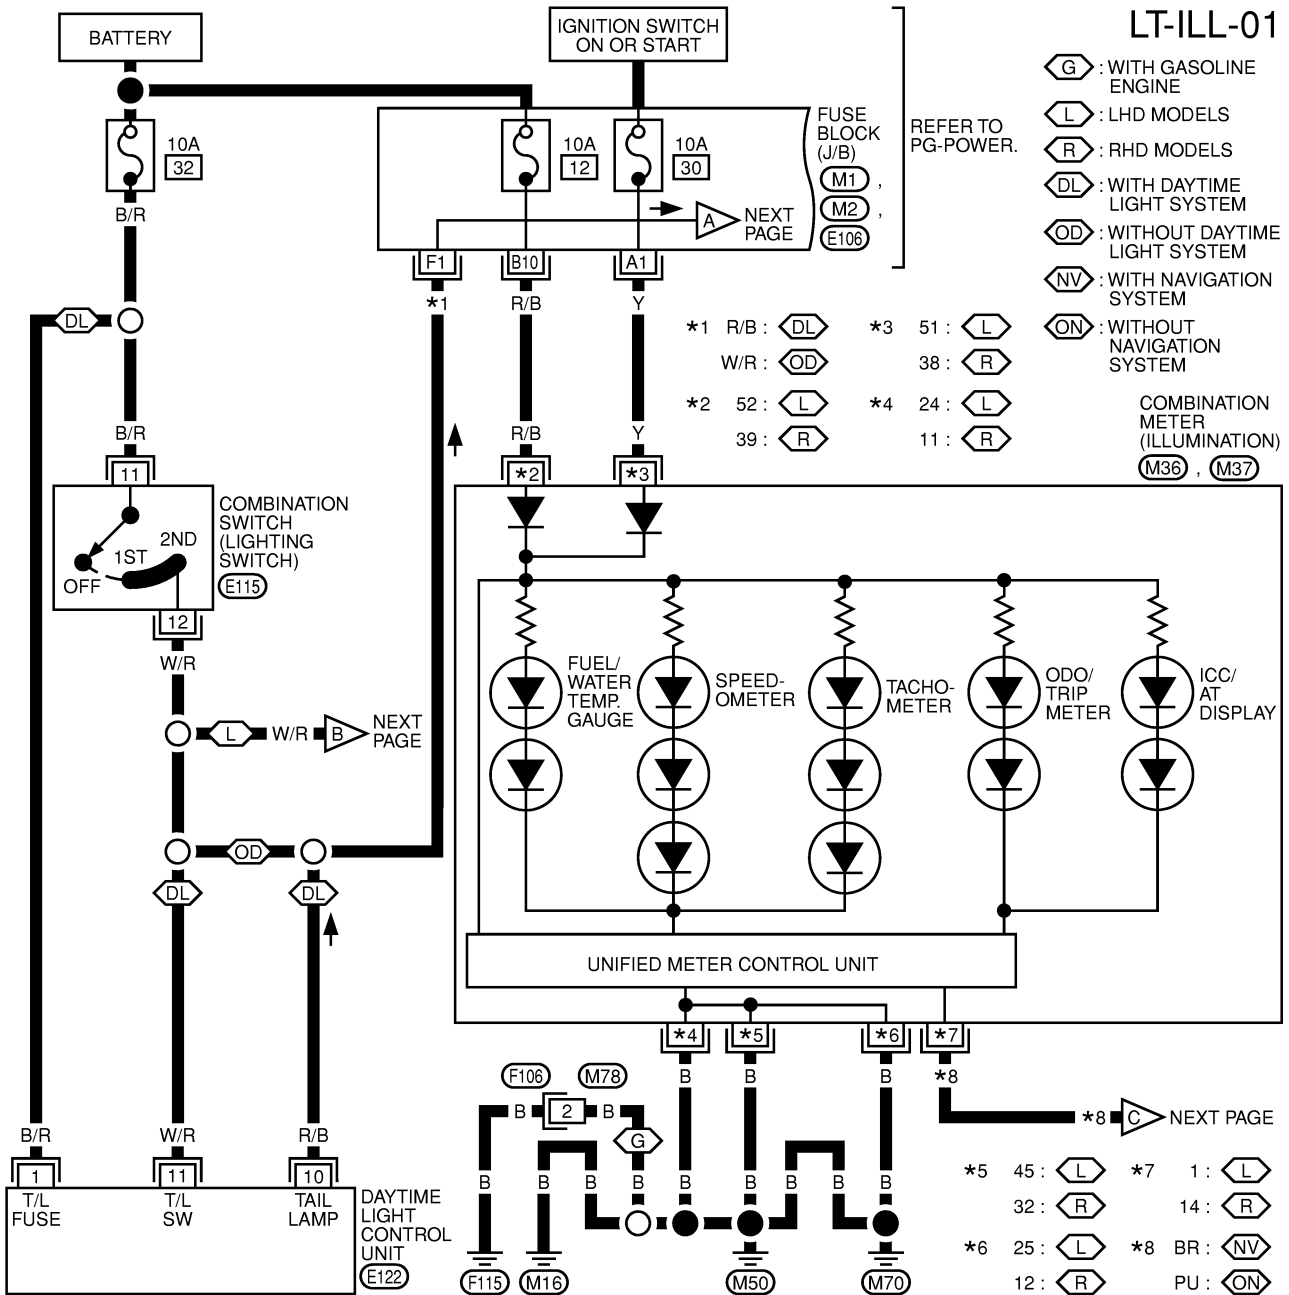 LT-ILL-01
BATTERY
IGNITION SWITCH
ON OR START
10A
32
10A
12
10A
30
FUSE
BLOCK
(J/B)
M1 ,
M2 ,
E106
REFER TO
PG-POWER.
A
NEXT
PAGE
F1
B10
A1
G : WITH GASOLINE
ENGINE
L : LHD MODELS
R : RHD MODELS
DL : WITH DAYTIME
LIGHT SYSTEM
OD : WITHOUT DAYTIME
LIGHT SYSTEM
NV : WITH NAVIGATION
SYSTEM
ON : WITHOUT
NAVIGATION
SYSTEM
B/R
*1
R/B
Y
DL
*1 R/B : DL
W/R : OD
*2 52 : L
39 : R
*3 51 : L
38 : R
*4 24 : L
11 : R
B/R
R/B
Y
11
*2
*3
COMBINATION
METER
(ILLUMINATION)
M36 , M37
COMBINATION
SWITCH
(LIGHTING
SWITCH)
E115
OFF
1ST
2ND
12
W/R
L
W/R
B
NEXT
PAGE
OD
DL
DL
FUEL/
WATER
TEMP.
GAUGE
SPEED-
OMETER
TACHO-
METER
ODO/
TRIP
METER
ICC/
AT
DISPLAY
UNIFIED METER CONTROL UNIT
*4
*5
*6
*7
B
B
B
*8
*8
C
NEXT PAGE
F106
M78
B
2
B
G
B
B
B
B
B
B
B
B
B
F115
M16
M50
M70
B/R
W/R
R/B
1
11
10
T/L
FUSE
T/L
SW
TAIL
LAMP
DAYTIME
LIGHT
CONTROL
UNIT
E122
*5 45 : L
32 : R
*6 25 : L
12 : R
*7 1 : L
14 : R
*8 BR : NV
PU : ON